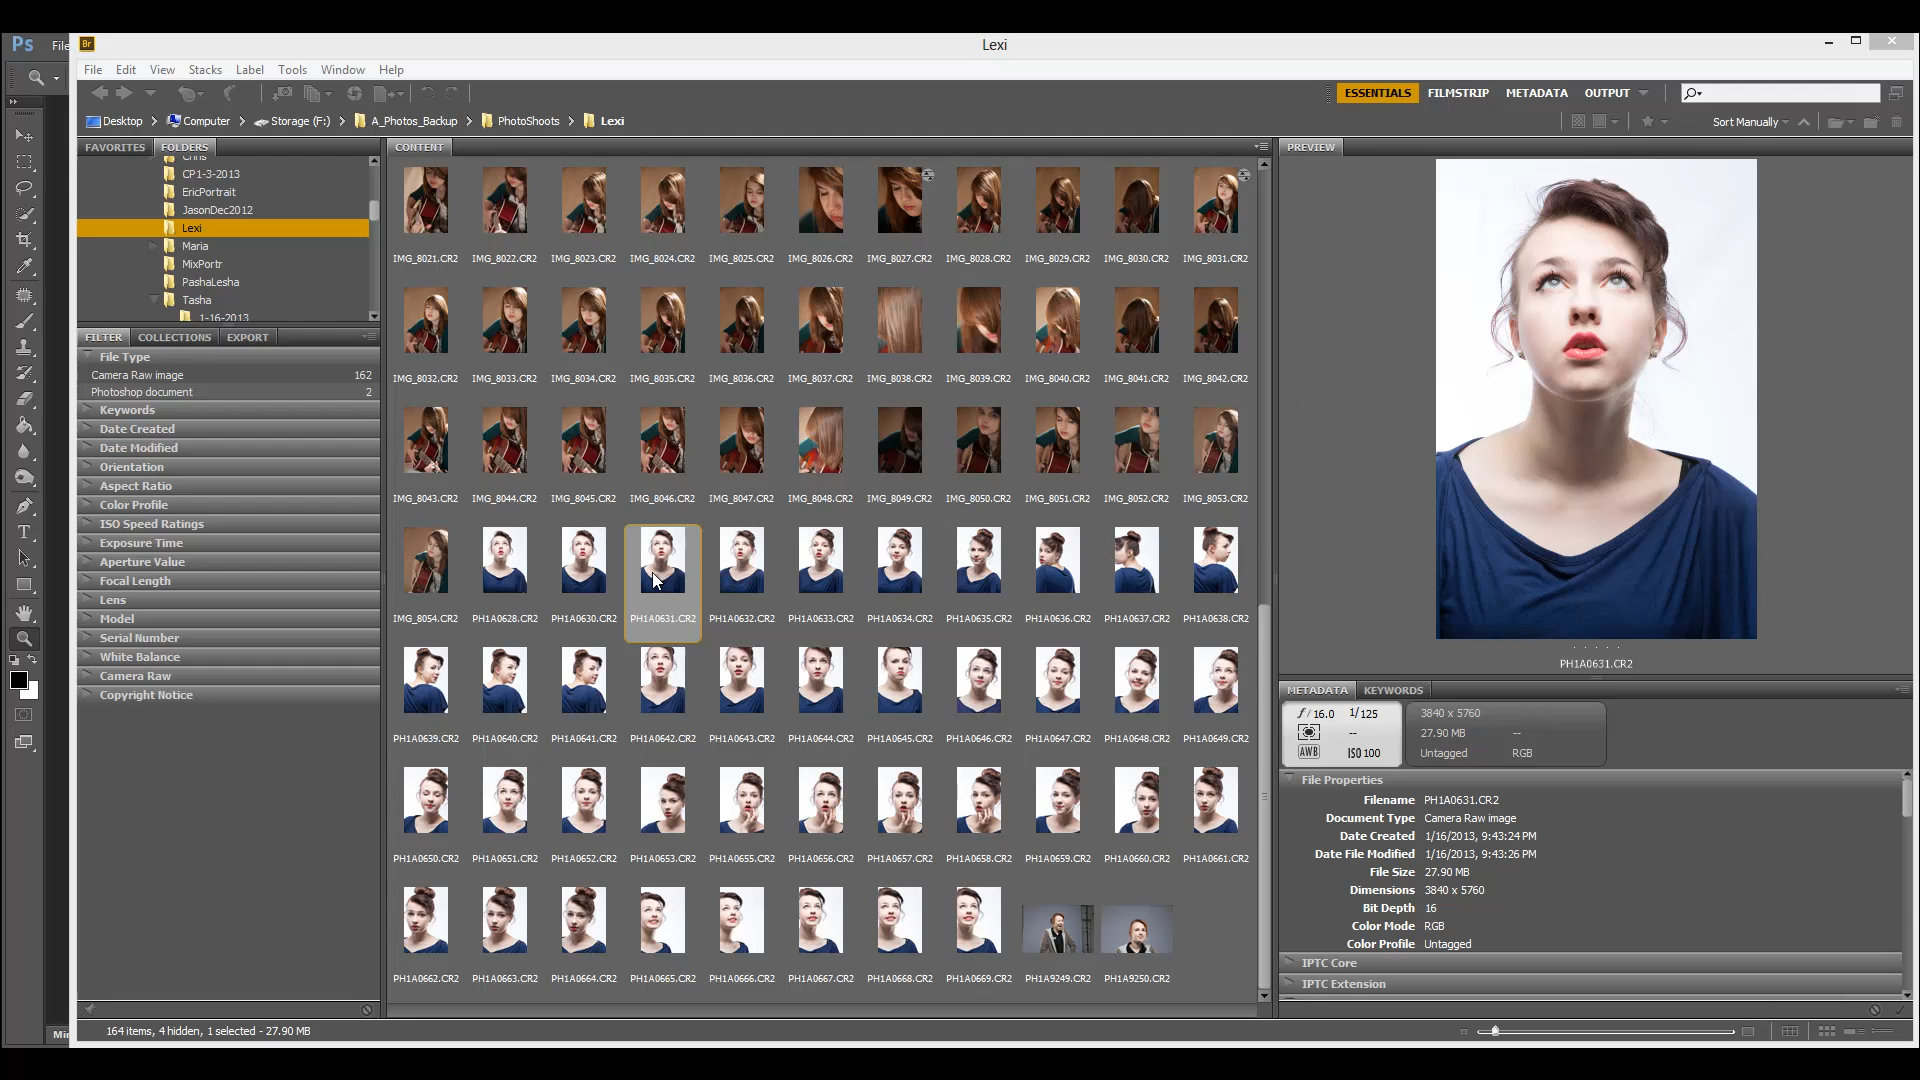 Ps File Br Lexi
File Edit View Stacks Label Tools Window Help
ESSENTIALS FILMSTRIP METADATA OUTPUT
Desktop Computer Storage (F:) A_Photos_Backup PhotoShoots Lexi Sort Manually
FAVORITES FOLDERS
Chris
CP1-3-2013
EricPortrait
JasonDec2012
Lexi
Maria
MixPortr
PashaLesha
Tasha
1-16-2013
FILTER COLLECTIONS EXPORT
File Type
Camera Raw image 162
Photoshop document 2
Keywords
Date Created
Date Modified
Orientation
Aspect Ratio
Color Profile
ISO Speed Ratings
Exposure Time
Aperture Value
Focal Length
Lens
Model
Serial Number
White Balance
Camera Raw
Copyright Notice
CONTENT
IMG_8021.CR2 IMG_8022.CR2 IMG_8023.CR2 IMG_8024.CR2 IMG_8025.CR2 IMG_8026.CR2 IMG_8027.CR2 IMG_8028.CR2 IMG_8029.CR2 IMG_8030.CR2 IMG_8031.CR2
IMG_8032.CR2 IMG_8033.CR2 IMG_8034.CR2 IMG_8035.CR2 IMG_8036.CR2 IMG_8037.CR2 IMG_8038.CR2 IMG_8039.CR2 IMG_8040.CR2 IMG_8041.CR2 IMG_8042.CR2
IMG_8043.CR2 IMG_8044.CR2 IMG_8045.CR2 IMG_8046.CR2 IMG_8047.CR2 IMG_8048.CR2 IMG_8049.CR2 IMG_8050.CR2 IMG_8051.CR2 IMG_8052.CR2 IMG_8053.CR2
IMG_8054.CR2 PH1A0628.CR2 PH1A0630.CR2 PH1A0631.CR2 PH1A0632.CR2 PH1A0633.CR2 PH1A0634.CR2 PH1A0635.CR2 PH1A0636.CR2 PH1A0637.CR2 PH1A0638.CR2
PH1A0639.CR2 PH1A0640.CR2 PH1A0641.CR2 PH1A0642.CR2 PH1A0643.CR2 PH1A0644.CR2 PH1A0645.CR2 PH1A0646.CR2 PH1A0647.CR2 PH1A0648.CR2 PH1A0649.CR2
PH1A0650.CR2 PH1A0651.CR2 PH1A0652.CR2 PH1A0653.CR2 PH1A0655.CR2 PH1A0656.CR2 PH1A0657.CR2 PH1A0658.CR2 PH1A0659.CR2 PH1A0660.CR2 PH1A0661.CR2
PH1A0662.CR2 PH1A0663.CR2 PH1A0664.CR2 PH1A0665.CR2 PH1A0666.CR2 PH1A0667.CR2 PH1A0668.CR2 PH1A0669.CR2 PH1A9249.CR2 PH1A9250.CR2
PREVIEW
PH1A0631.CR2
METADATA KEYWORDS
f/16.0 1/125 3840 x 5760
-- 27.90 MB --
AWB ISO 100 Untagged RGB
File Properties
Filename PH1A0631.CR2
Document Type Camera Raw image
Date Created 1/16/2013, 9:43:24 PM
Date File Modified 1/16/2013, 9:43:26 PM
File Size 27.90 MB
Dimensions 3840 x 5760
Bit Depth 16
Color Mode RGB
Color Profile Untagged
IPTC Core
IPTC Extension
164 items, 4 hidden, 1 selected - 27.90 MB